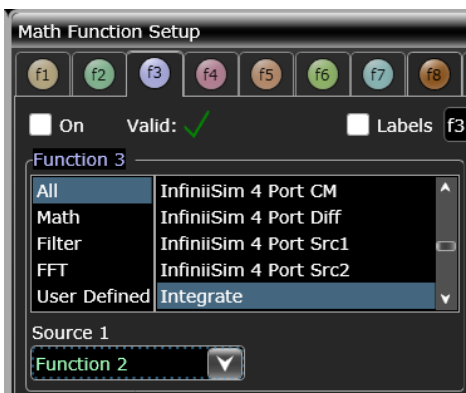 Math Function Setup
f1 f2 f3 f4 f5 f6 f7 f8
On Valid: Labels f3
Function 3
All InfiniiSim 4 Port CM
Math InfiniiSim 4 Port Diff
Filter InfiniiSim 4 Port Src1
FFT InfiniiSim 4 Port Src2
User Defined Integrate
Source 1
Function 2